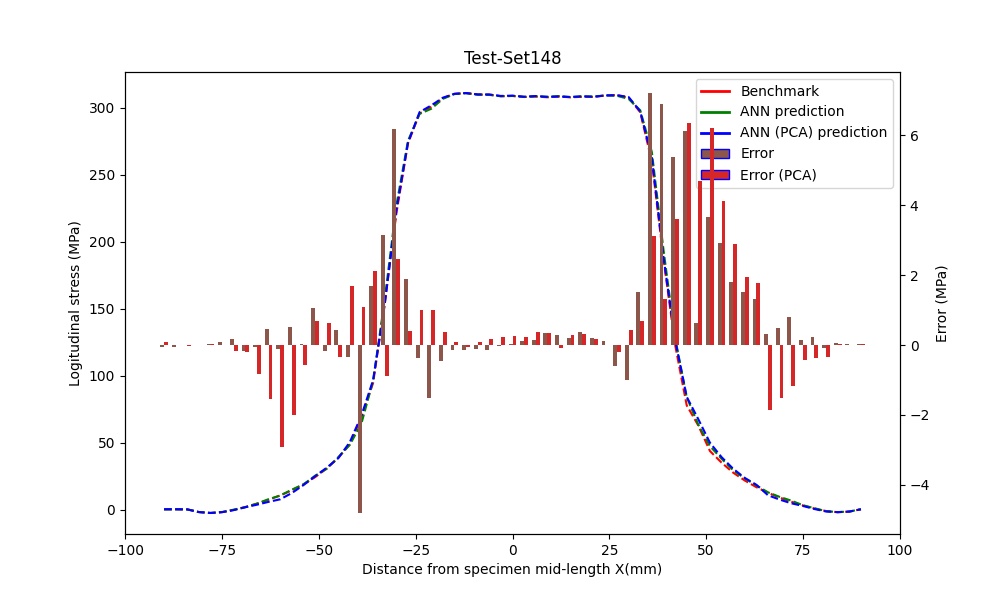 Test-Set148
Benchmark
ANN prediction
ANN (PCA) prediction
Error
Error (PCA)
300
250
200
150
100
50
0
Logitudinal stress (MPa)
6
4
2
0
−2
−4
Error (MPa)
−100 −75 −50 −25 0 25 50 75 100
Distance from specimen mid-length X(mm)